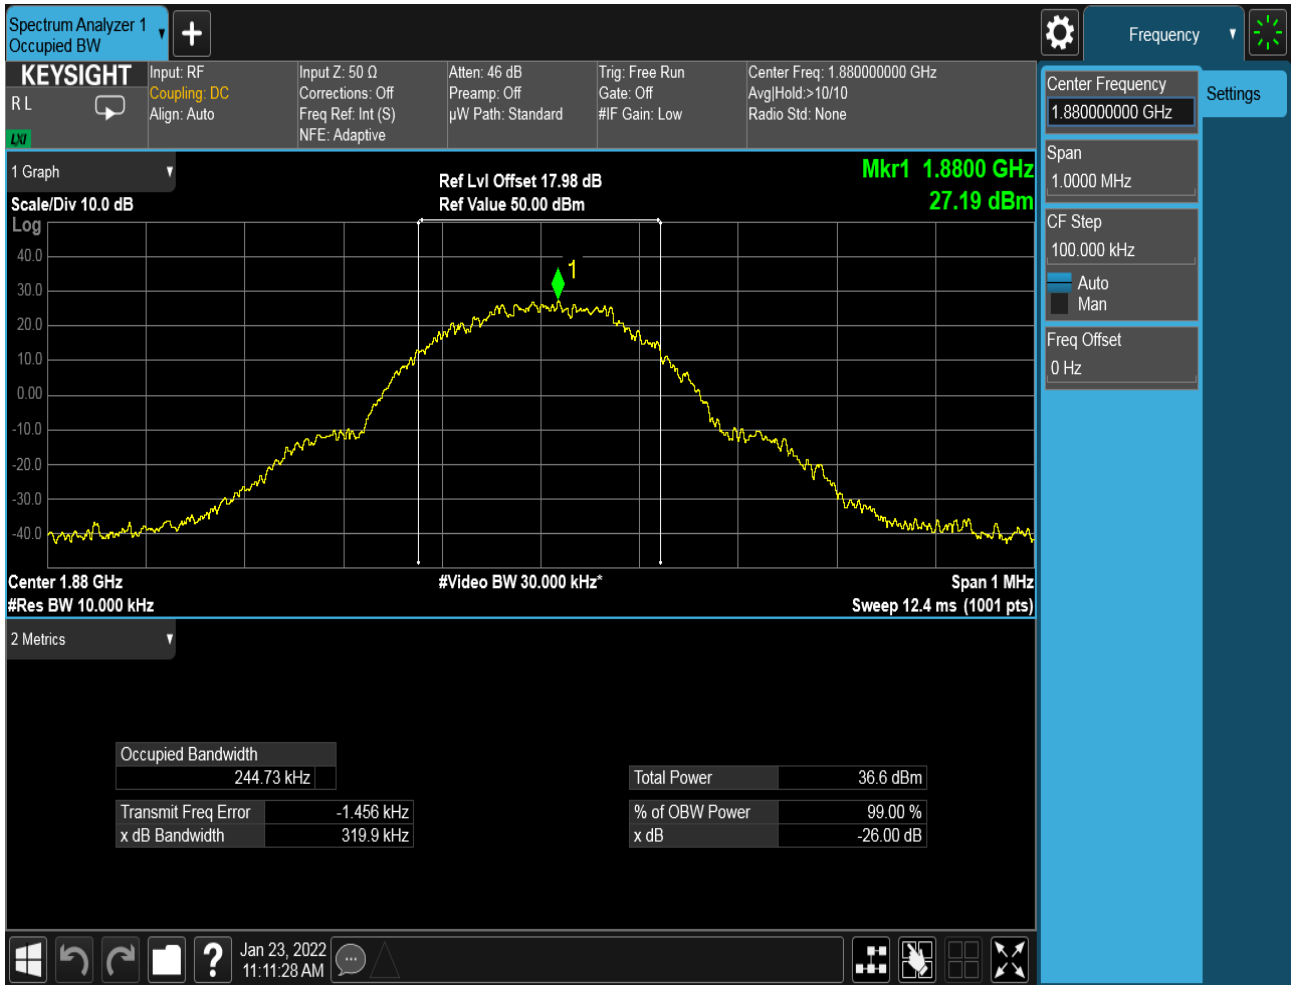 Spectrum Analyzer 1
Occupied BW
+
Frequency
KEYSIGHT
R L
LXI
Input: RF
Coupling: DC
Align: Auto
Input Z: 50 Ω
Corrections: Off
Freq Ref: Int (S)
NFE: Adaptive
Atten: 46 dB
Preamp: Off
µW Path: Standard
Trig: Free Run
Gate: Off
#IF Gain: Low
Center Freq: 1.880000000 GHz
Avg|Hold:>10/10
Radio Std: None
Center Frequency
1.880000000 GHz
Settings
Span
1.0000 MHz
CF Step
100.000 kHz
Auto
Man
Freq Offset
0 Hz
1 Graph
Scale/Div 10.0 dB
Ref Lvl Offset 17.98 dB
Ref Value 50.00 dBm
Mkr1 1.8800 GHz
27.19 dBm
Log
40.0
30.0
20.0
10.0
0.00
-10.0
-20.0
-30.0
-40.0
1
Center 1.88 GHz
#Video BW 30.000 kHz*
Span 1 MHz
#Res BW 10.000 kHz
Sweep 12.4 ms (1001 pts)
2 Metrics
Occupied Bandwidth
244.73 kHz
Transmit Freq Error -1.456 kHz
x dB Bandwidth 319.9 kHz
Total Power 36.6 dBm
% of OBW Power 99.00 %
x dB -26.00 dB
?
Jan 23, 2022
11:11:28 AM